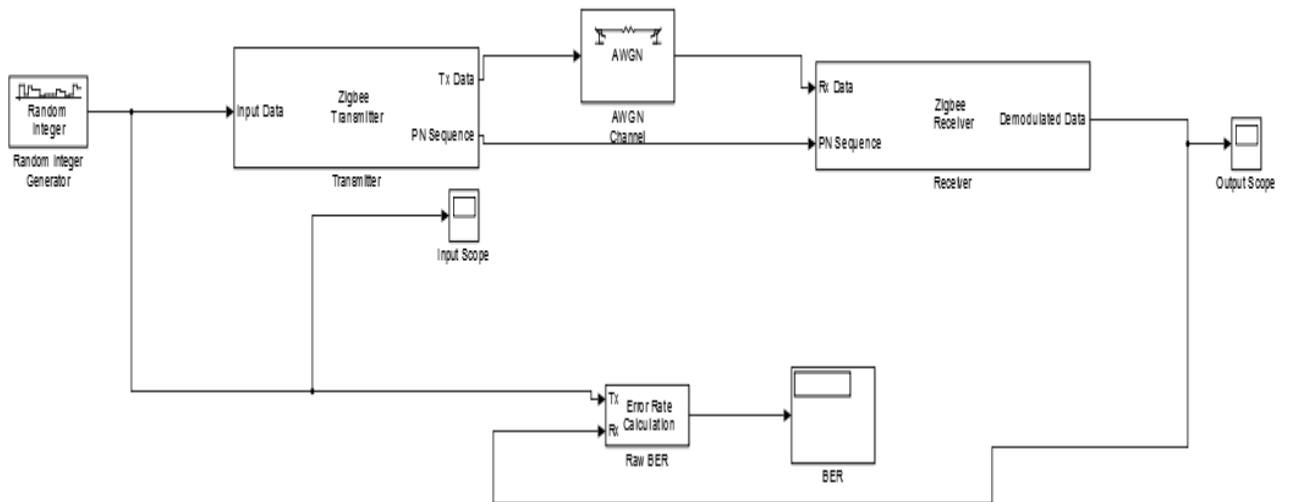 Random
Integer
Random Integer
Generator
Input Data
Zigbee
Transmitter
Tx Data
PN Sequence
Transmitter
AWGN
AWGN
Channel
Rx Data
PN Sequence
Zigbee
Receiver
Demodulated Data
Receiver
Output Scope
Input Scope
Tx
Rx
Error Rate
Calculation
Raw BER
BER